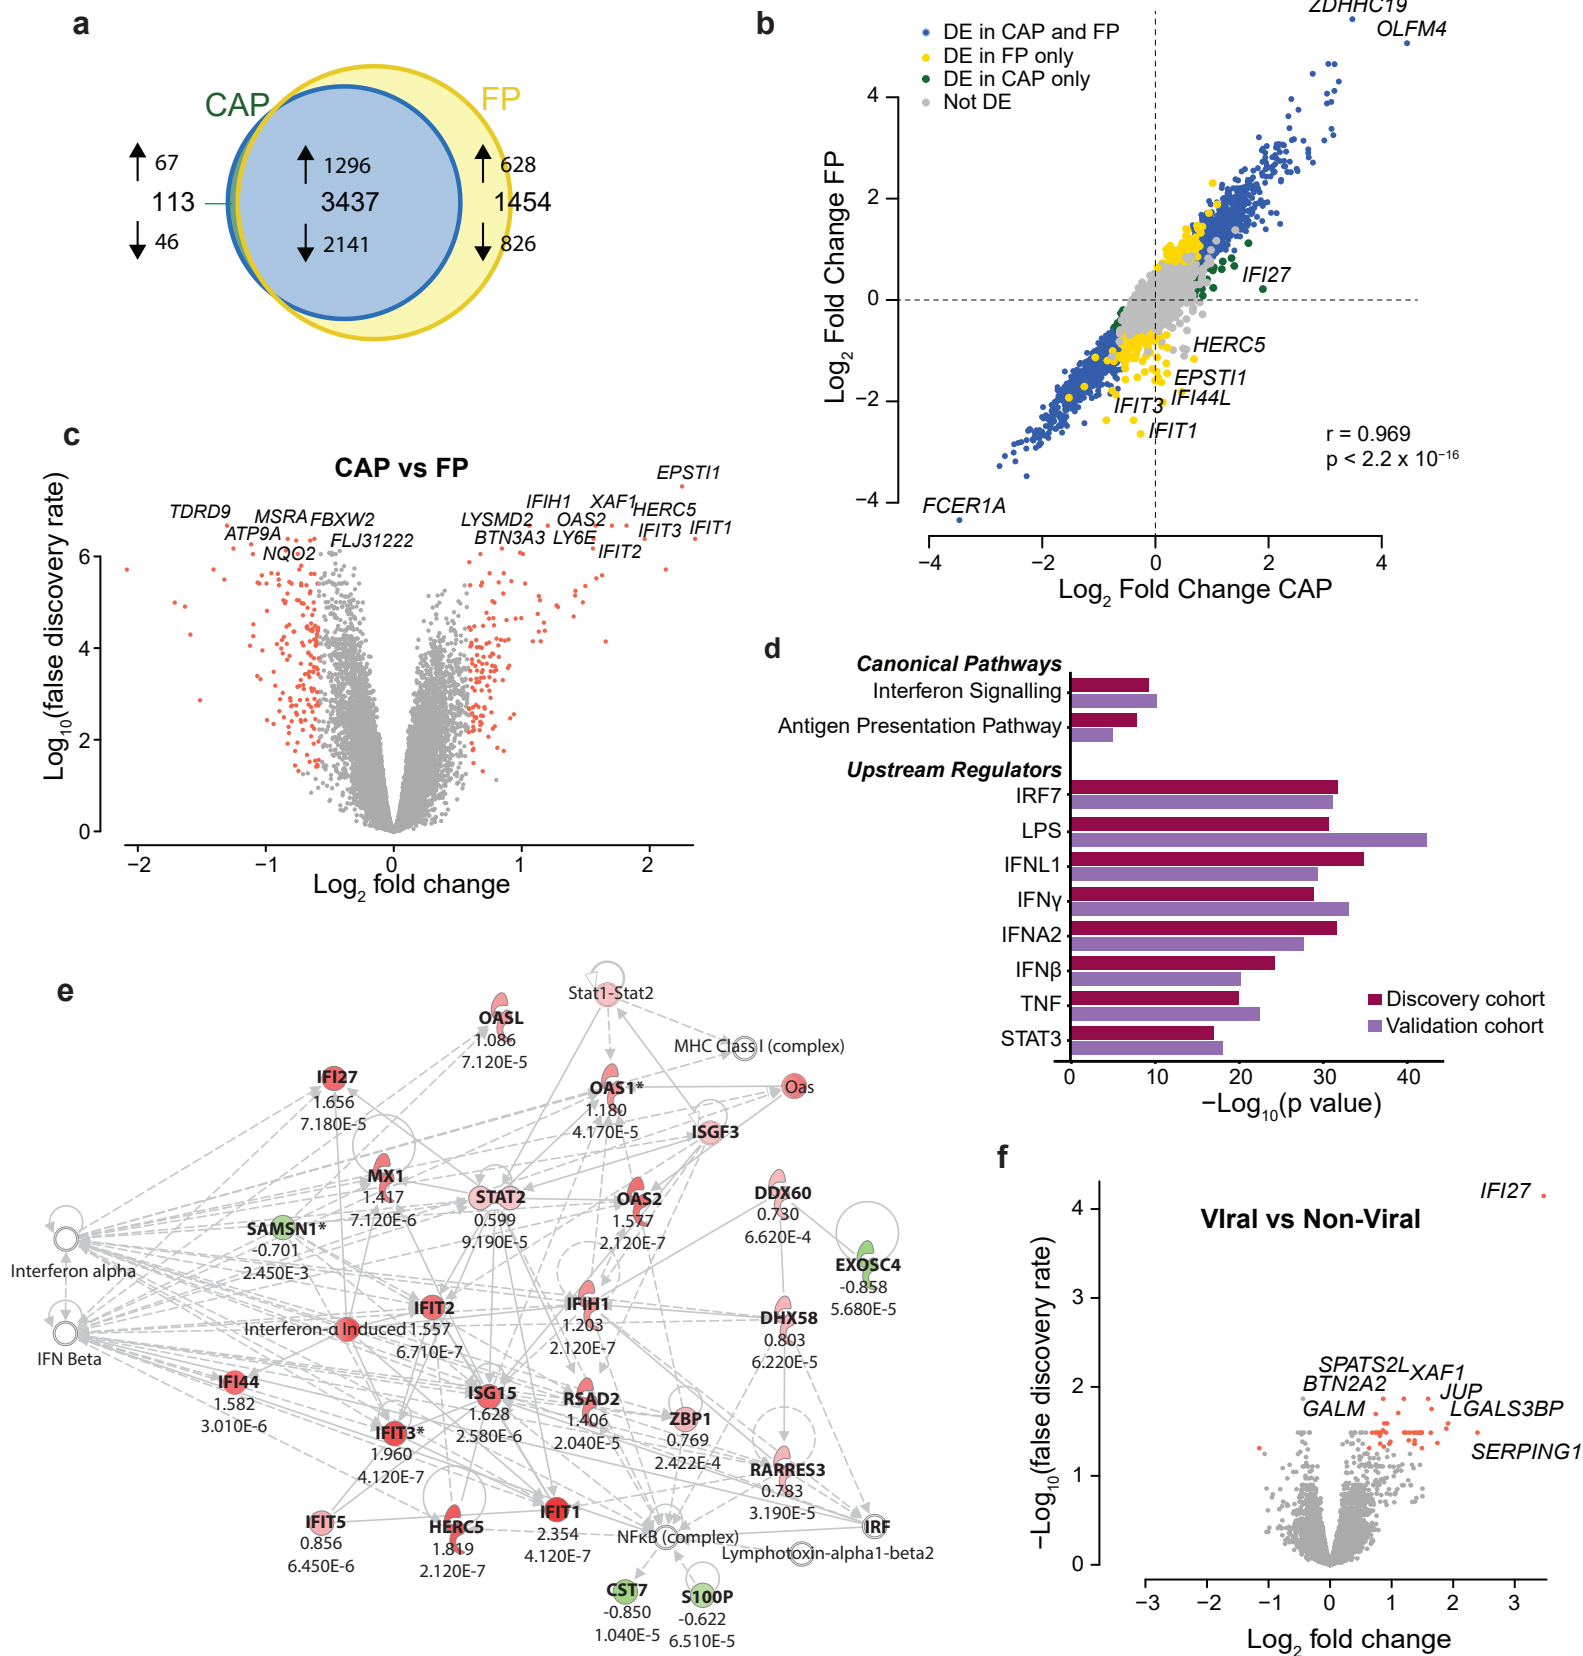 a
CAP
FP
67
113
46
1296
3437
2141
628
1454
826
b
DE in CAP and FP
DE in FP only
DE in CAP only
Not DE
ZDHHC19
OLFM4
IFI27
HERC5
EPSTI1
IFI44L
IFIT3
IFIT1
FCER1A
r = 0.969
p < 2.2 x 10⁻¹⁶
Log₂ Fold Change FP
4
2
0
−2
−4
−4
−2
0
2
4
Log₂ Fold Change CAP
c
CAP vs FP
EPSTI1
TDRD9
MSRA
FBXW2
ATP9A
FLJ31222
NQO2
LYSMD2
IFIH1
XAF1
OAS2
HERC5
BTN3A3
LY6E
IFIT3
IFIT1
IFIT2
Log₁₀(false discovery rate)
6
4
2
0
−2
−1
0
1
2
Log₂ fold change
d
Canonical Pathways
Interferon Signalling
Antigen Presentation Pathway
Upstream Regulators
IRF7
LPS
IFNL1
IFNγ
IFNA2
IFNβ
TNF
STAT3
Discovery cohort
Validation cohort
0
10
20
30
40
−Log₁₀(p value)
e
Stat1-Stat2
OASL
1.086
7.120E-5
MHC Class I (complex)
IFI27
1.656
7.180E-5
OAS1*
1.180
4.170E-5
Oas
ISGF3
MX1
1.417
7.120E-6
STAT2
0.599
9.190E-5
OAS2
1.577
2.120E-7
DDX60
0.730
6.620E-4
SAMSN1*
-0.701
2.450E-3
EXOSC4
-0.858
5.680E-5
Interferon alpha
IFN Beta
IFIT2
1.557
6.710E-7
Interferon-α Induced
IFIH1
1.203
2.120E-7
DHX58
0.803
6.220E-5
IFI44
1.582
3.010E-6
ISG15
1.628
2.580E-6
RSAD2
1.406
2.040E-5
ZBP1
0.769
2.422E-4
IFIT3*
1.960
4.120E-7
RARRES3
0.783
3.190E-5
IFIT5
0.856
6.450E-6
HERC5
1.819
2.120E-7
IFIT1
2.354
4.120E-7
NFκB (complex)
IRF
Lymphotoxin-alpha1-beta2
CST7
-0.850
1.040E-5
S100P
-0.622
6.510E-5
f
VIral vs Non-Viral
IFI27
SPATS2L
XAF1
BTN2A2
JUP
GALM
LGALS3BP
SERPING1
−Log₁₀(false discovery rate)
4
3
2
1
0
−3
−2
−1
0
1
2
3
Log₂ fold change